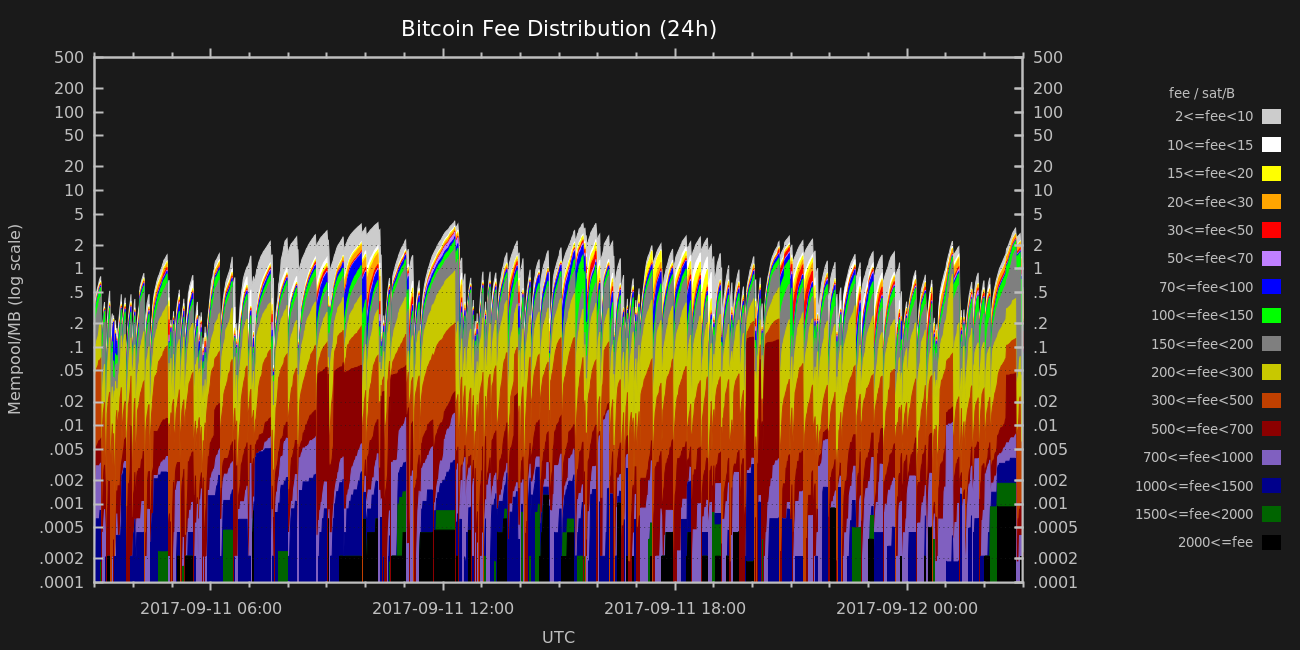 Bitcoin Fee Distribution (24h)
Mempool/MB (log scale)
500
200
100
50
20
10
5
2
1
.5
.2
.1
.05
.02
.01
.005
.002
.001
.0005
.0002
.0001
500
200
100
50
20
10
5
2
1
.5
.2
.1
.05
.02
.01
.005
.002
.001
.0005
.0002
.0001
2017-09-11 06:00
2017-09-11 12:00
2017-09-11 18:00
2017-09-12 00:00
UTC
fee / sat/B
2<=fee<10
10<=fee<15
15<=fee<20
20<=fee<30
30<=fee<50
50<=fee<70
70<=fee<100
100<=fee<150
150<=fee<200
200<=fee<300
300<=fee<500
500<=fee<700
700<=fee<1000
1000<=fee<1500
1500<=fee<2000
2000<=fee